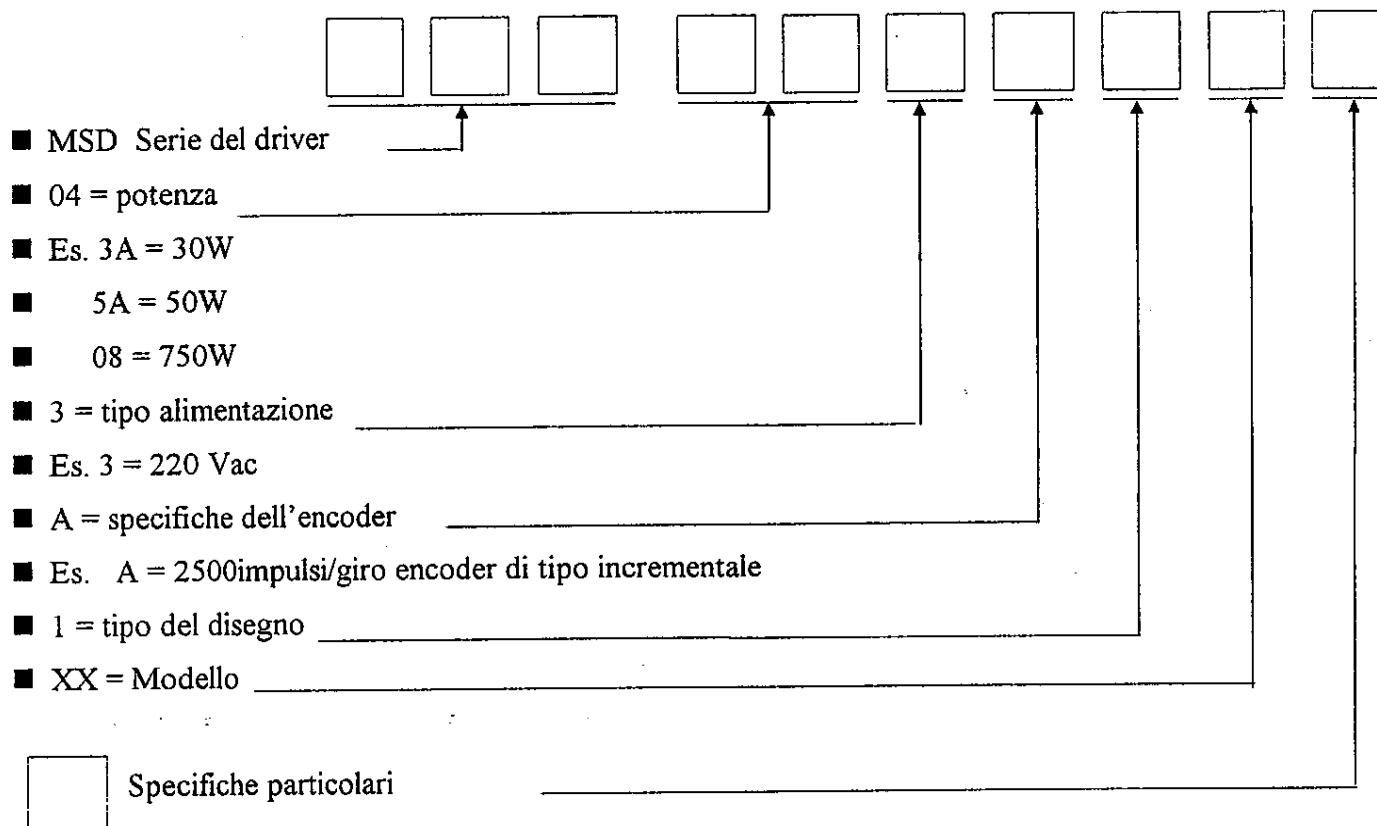 ■ MSD Serie del driver
■ 04 = potenza
■ Es. 3A = 30W
■ 5A = 50W
■ 08 = 750W
■ 3 = tipo alimentazione
■ Es. 3 = 220 Vac
■ A = specifiche dell'encoder
■ Es. A = 2500impulsi/giro encoder di tipo incrementale
■ 1 = tipo del disegno
■ XX = Modello
Specifiche particolari